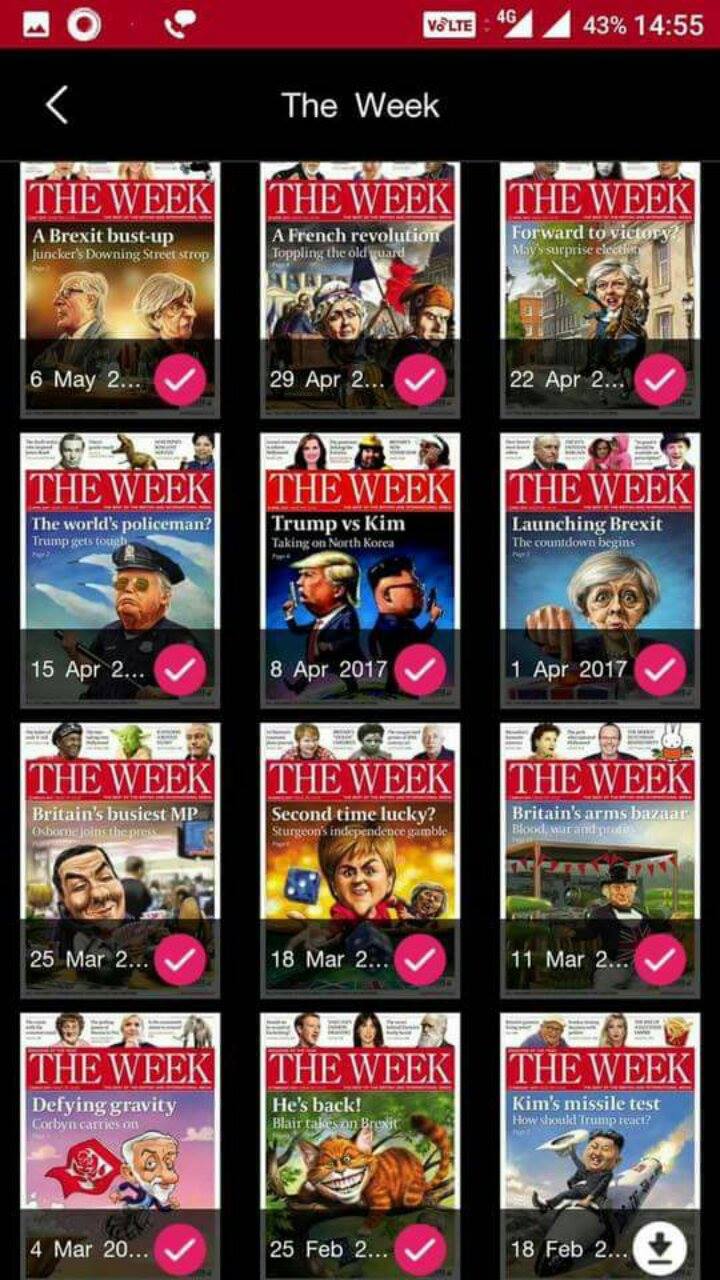 VoLTE 4G 43% 14:55
The Week
THE WEEK
A Brexit bust-up
Juncker's Downing Street strop
6 May 2...
THE WEEK
A French revolution
Toppling the old guard
29 Apr 2...
THE WEEK
Forward to victory?
May's surprise election
22 Apr 2...
THE WEEK
The world's policeman?
Trump gets tough
15 Apr 2...
THE WEEK
Trump vs Kim
Taking on North Korea
8 Apr 2017
THE WEEK
Launching Brexit
The countdown begins
1 Apr 2017
THE WEEK
Britain's busiest MP
Osborne joins the press
25 Mar 2...
THE WEEK
Second time lucky?
Sturgeon's independence gamble
18 Mar 2...
THE WEEK
Britain's arms bazaar
Blood, war and profits
11 Mar 2...
THE WEEK
Defying gravity
Corbyn carries on
4 Mar 20...
THE WEEK
He's back!
Blair takes on Brexit
25 Feb 2...
THE WEEK
Kim's missile test
How should Trump react?
18 Feb 2...